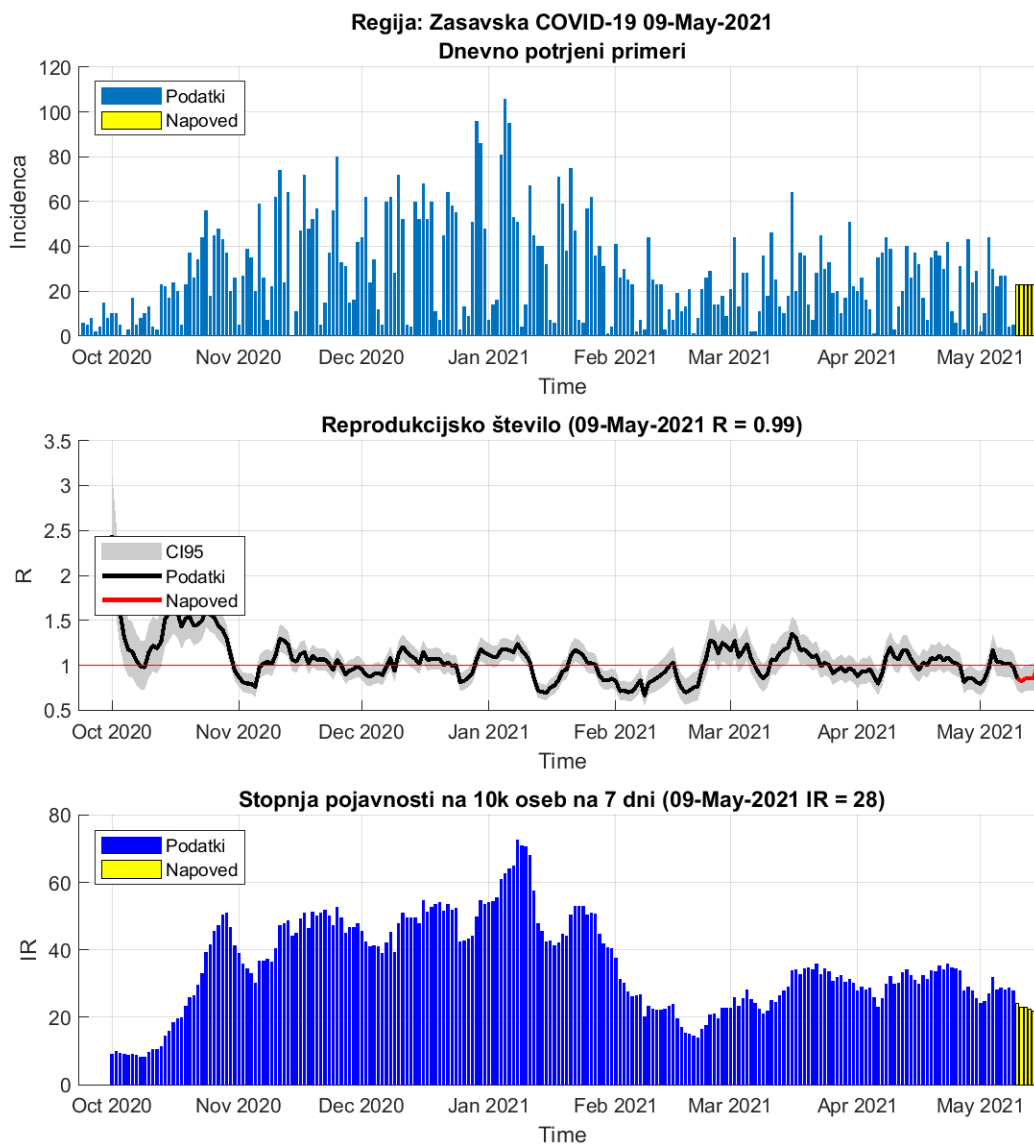 Regija: Zasavska COVID-19 09-May-2021
Dnevno potrjeni primeri
120
100
80
60
40
20
0
Incidenca
Podatki
Napoved
Oct 2020 Nov 2020 Dec 2020 Jan 2021 Feb 2021 Mar 2021 Apr 2021 May 2021
Time
Reprodukcijsko število (09-May-2021 R = 0.99)
3.5
3
2.5
2
1.5
1
0.5
R
CI95
Podatki
Napoved
Oct 2020 Nov 2020 Dec 2020 Jan 2021 Feb 2021 Mar 2021 Apr 2021 May 2021
Time
Stopnja pojavnosti na 10k oseb na 7 dni (09-May-2021 IR = 28)
80
60
40
20
0
IR
Podatki
Napoved
Oct 2020 Nov 2020 Dec 2020 Jan 2021 Feb 2021 Mar 2021 Apr 2021 May 2021
Time